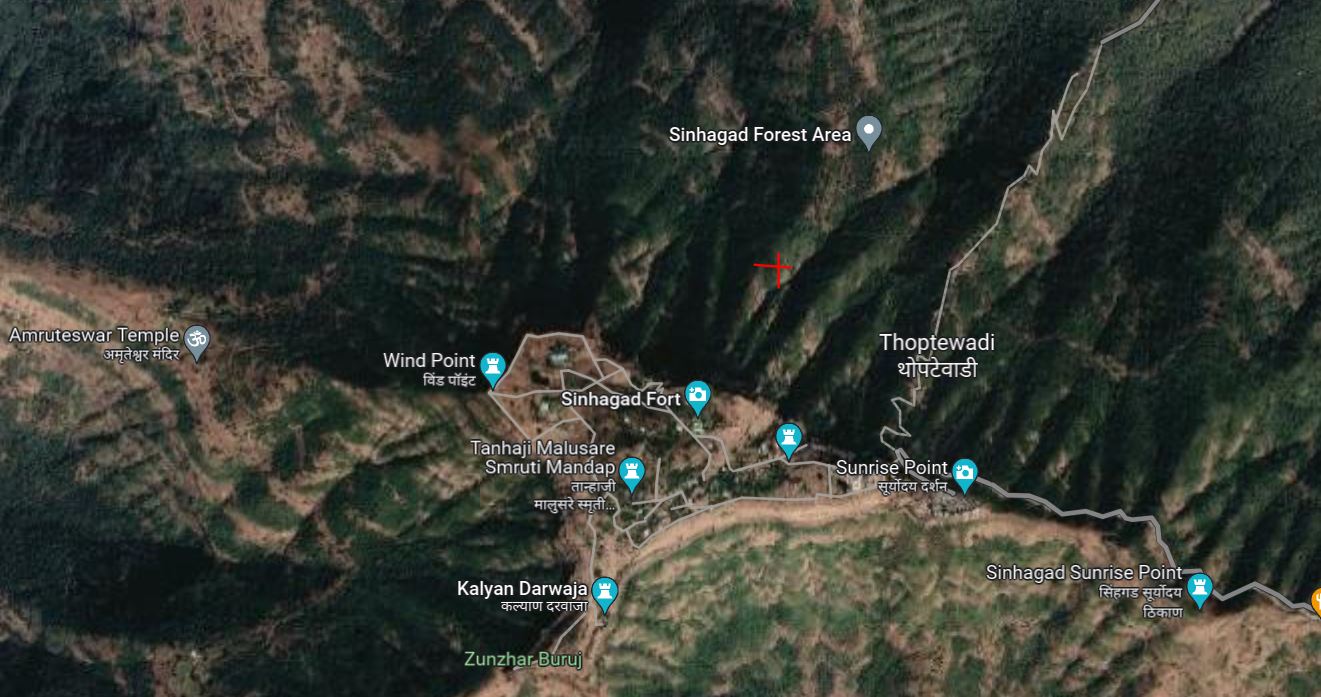 Sinhagad Forest Area
Amruteswar Temple
अमृतेश्वर मंदिर
Wind Point
विंड पॉइंट
Thoptewadi
थोपटेवाडी
Sinhagad Fort
Tanhaji Malusare
Smruti Mandap
तान्हाजी
मालुसरे स्मृती...
Sunrise Point
सूर्योदय दर्शन
Kalyan Darwaja
कल्याण दरवाजा
Sinhagad Sunrise Point
सिंहगड सूर्योदय
ठिकाण
Zunzhar Buruj